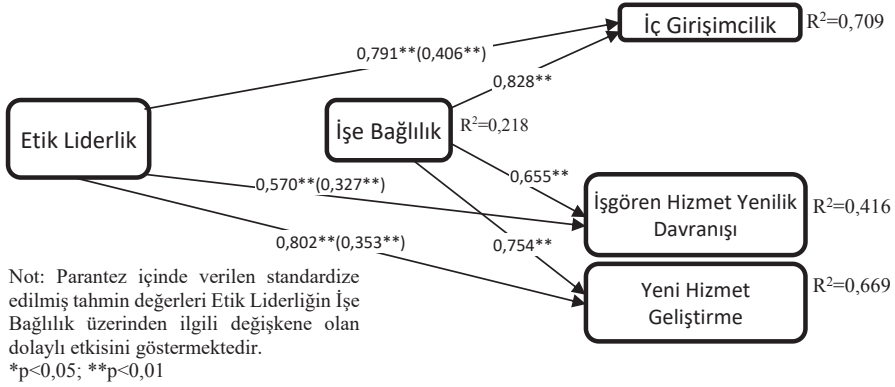 İç Girişimcilik
R²=0,709
0,791**(0,406**)
0,828**
Etik Liderlik
İşe Bağlılık
R²=0,218
0,655**
0,570**(0,327**)
İşgören Hizmet Yenilik
Davranışı
R²=0,416
0,802**(0,353**)
0,754**
Yeni Hizmet
Geliştirme
R²=0,669
Not: Parantez içinde verilen standardize
edilmiş tahmin değerleri Etik Liderliğin İşe
Bağlılık üzerinden ilgili değişkene olan
dolaylı etkisini göstermektedir.
*p<0,05; **p<0,01